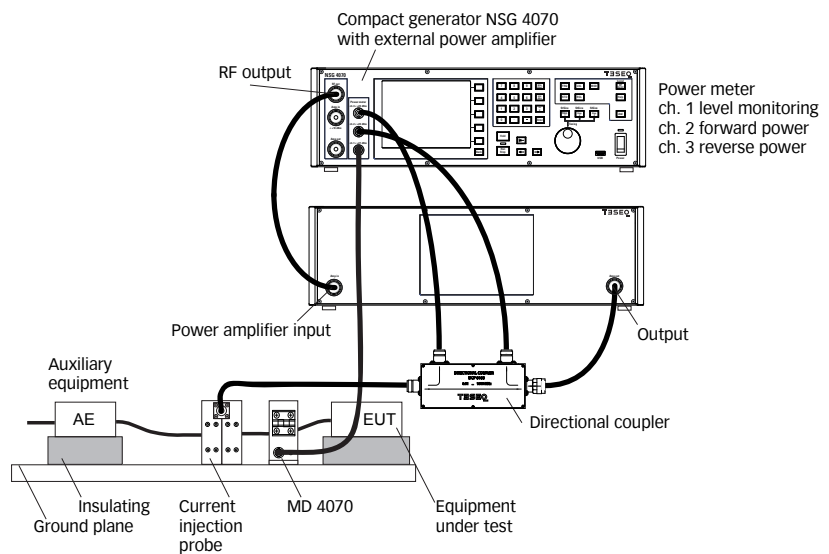 Compact generator NSG 4070
with external power amplifier
RF output
NSG 4070
TESEQ
Power meter
ch. 1 level monitoring
ch. 2 forward power
ch. 3 reverse power
TESEQ
Power amplifier input
Output
DIRECTIONAL COUPLER
TESEQ
Directional coupler
Auxiliary
equipment
AE
EUT
Insulating
Ground plane
Current
injection
probe
MD 4070
Equipment
under test